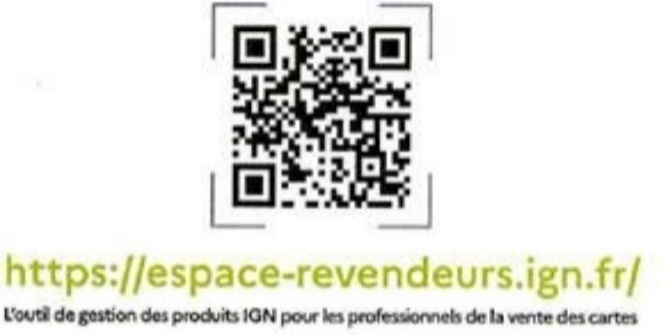 https://espace-revendeurs.ign.fr/
L'outil de gestion des produits IGN pour les professionnels de la vente des cartes